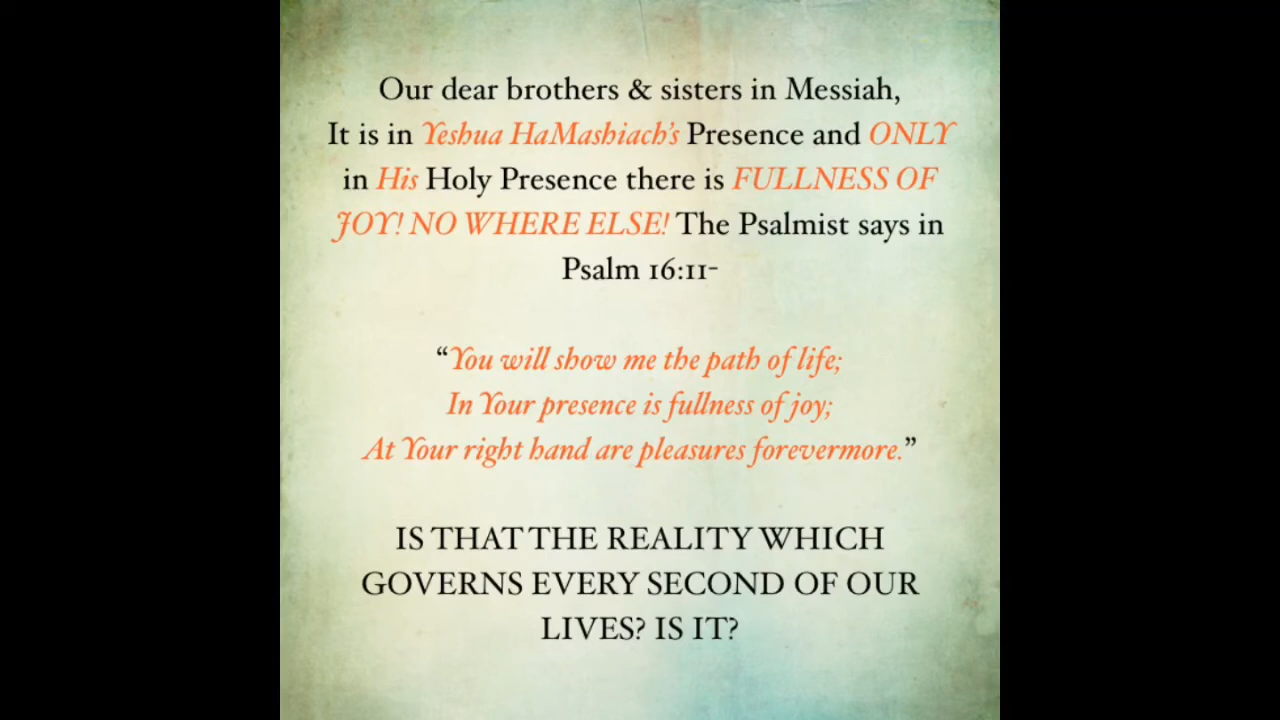 Our dear brothers & sisters in Messiah,
It is in Yeshua HaMashiach's Presence and ONLY
in His Holy Presence there is FULLNESS OF
JOY! NO WHERE ELSE! The Psalmist says in
Psalm 16:11-
“You will show me the path of life;
In Your presence is fullness of joy;
At Your right hand are pleasures forevermore.”
IS THAT THE REALITY WHICH
GOVERNS EVERY SECOND OF OUR
LIVES? IS IT?